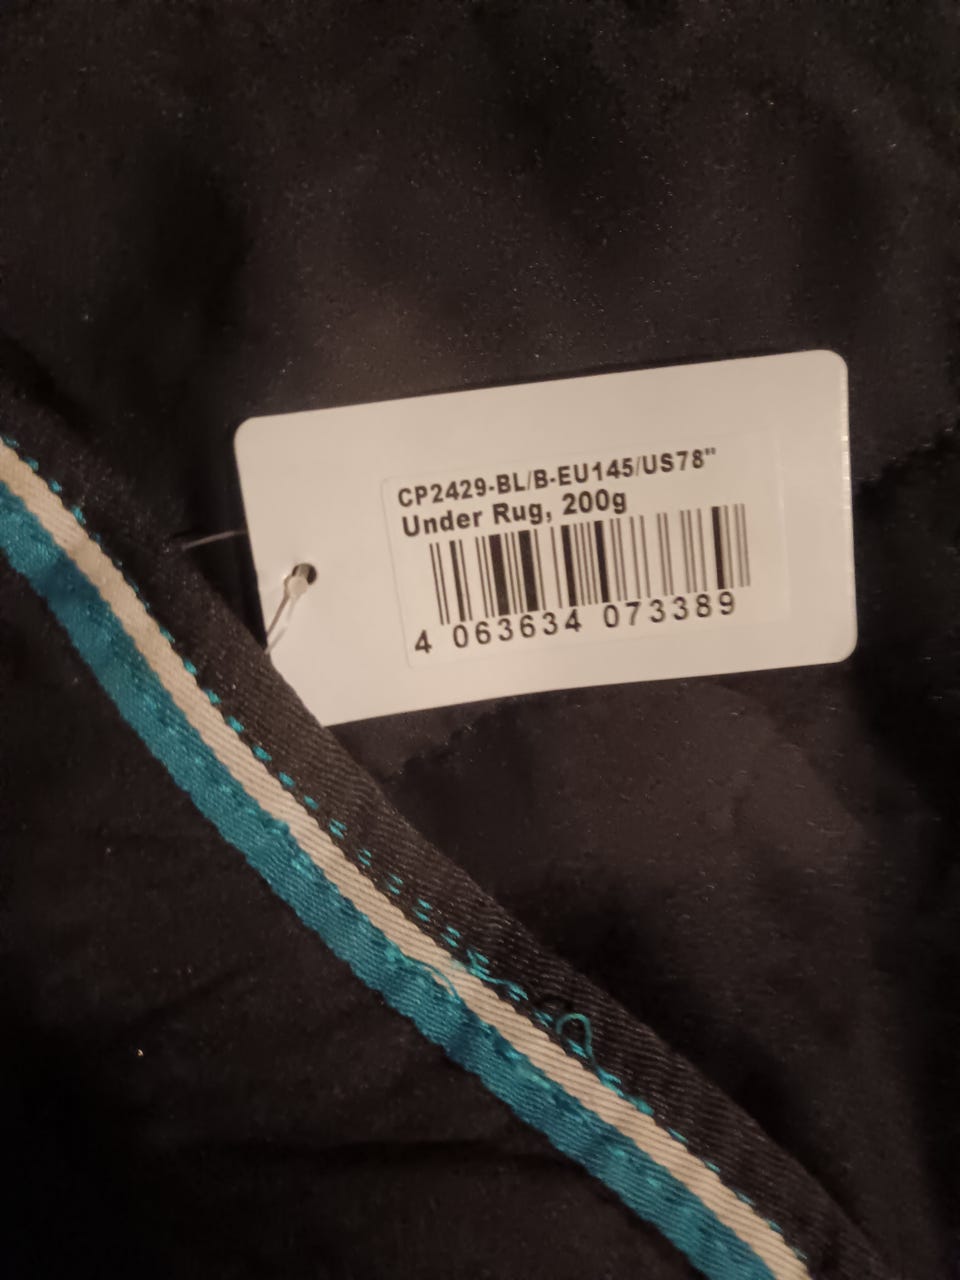 CP2429-BL/B-EU145/US78"
Under Rug, 200g
4 063634 073389